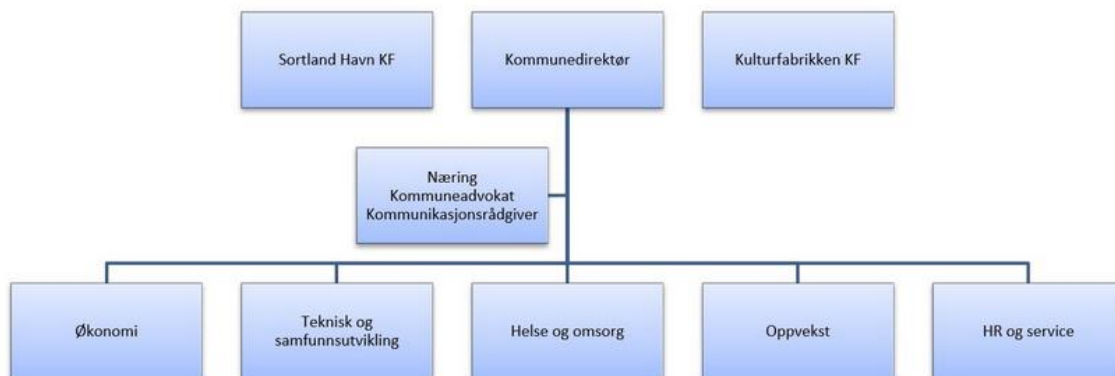 Sortland Havn KF
Kommunedirektør
Kulturfabrikken KF
Næring
Kommuneadvokat
Kommunikasjonsrådgiver
Økonomi
Teknisk og
samfunnsutvikling
Helse og omsorg
Oppvekst
HR og service